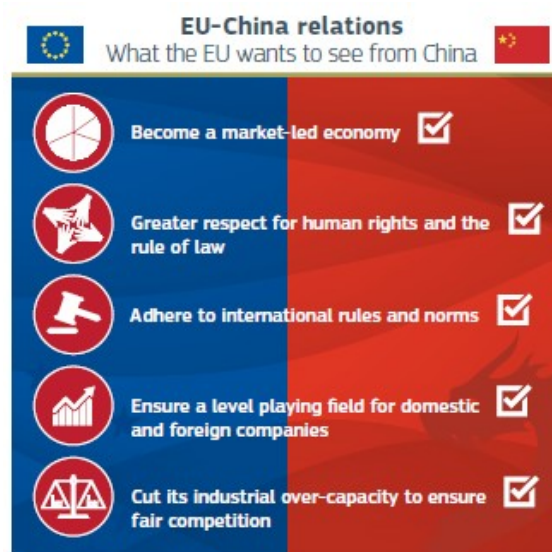 EU-China relations
What the EU wants to see from China
Become a market-led economy
Greater respect for human rights and the
rule of law
Adhere to international rules and norms
Ensure a level playing field for domestic
and foreign companies
Cut its industrial over-capacity to ensure
fair competition